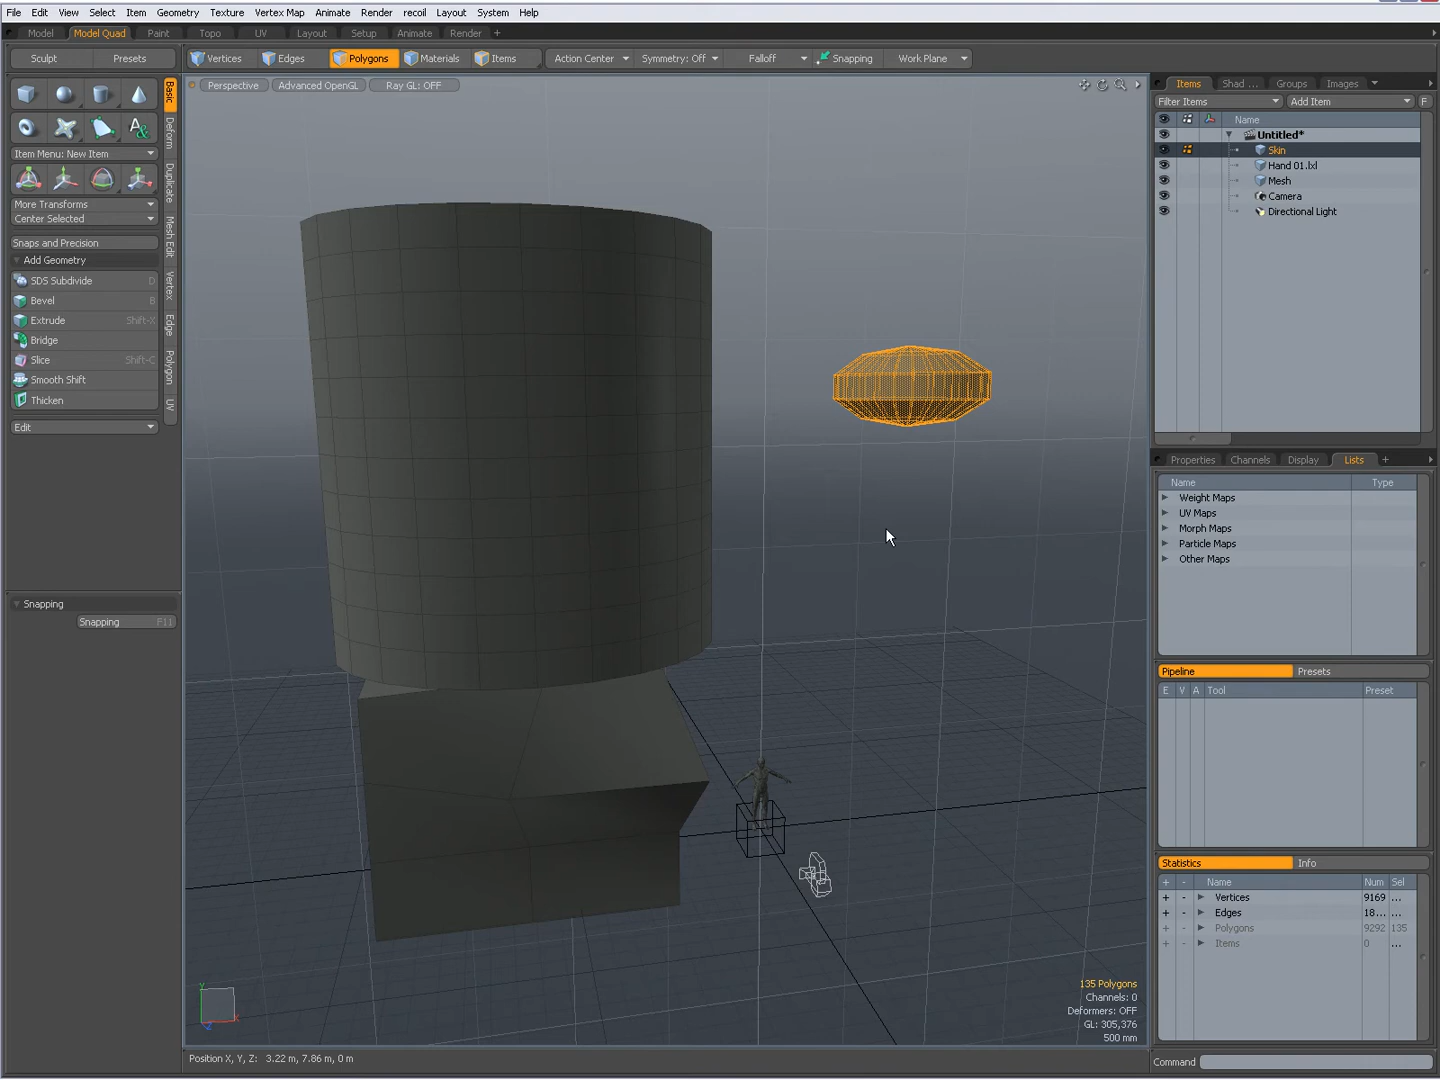 File Edit View Select Item Geometry Texture Vertex Map Animate Render recoil Layout System Help
Model Model Quad Paint Topo UV Layout Setup Animate Render +
Sculpt Presets Vertices Edges Polygons Materials Items Action Center Symmetry: Off Falloff Snapping Work Plane
Perspective Advanced OpenGL Ray GL: OFF
Basic
Deform
Duplicate
Mesh Edit
Vertex
Edge
Polygon
UV
Item Menu: New Item
More Transforms
Center Selected
Snaps and Precision
Add Geometry
SDS Subdivide D
Bevel B
Extrude Shift-X
Bridge
Slice Shift-C
Smooth Shift
Thicken
Edit
Snapping
Snapping F11
Y
X
Z
135 Polygons
Channels: 0
Deformers: OFF
GL: 305,376
500 mm
Position X, Y, Z: 3.22 m, 7.86 m, 0 m
Items Shad ... Groups Images
Filter Items Add Item F
Name
Untitled*
Skin
Hand 01.lxl
Mesh
Camera
Directional Light
Properties Channels Display Lists +
Name Type
Weight Maps
UV Maps
Morph Maps
Particle Maps
Other Maps
Pipeline Presets
E V A Tool Preset
Statistics Info
+ - Name Num Sel
+ - Vertices 9169 ...
+ - Edges 18... ...
+ - Polygons 9292 135
+ - Items 0 ...
Command